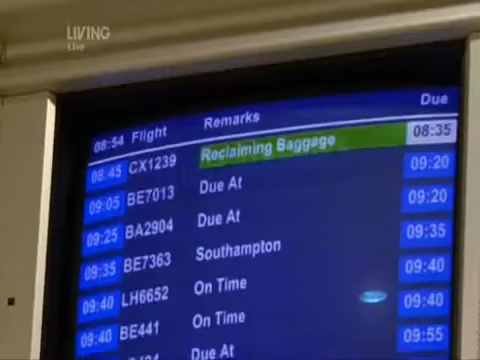 LIVING
Live
08:54 Flight Remarks Due
08:45 CX1239 Reclaiming Baggage 08:35
09:05 BE7013 Due At 09:20
09:25 BA2904 Due At 09:20
09:35 BE7363 Southampton 09:35
09:40 LH6652 On Time 09:40
09:40 BE441 On Time 09:40
Due At 09:55